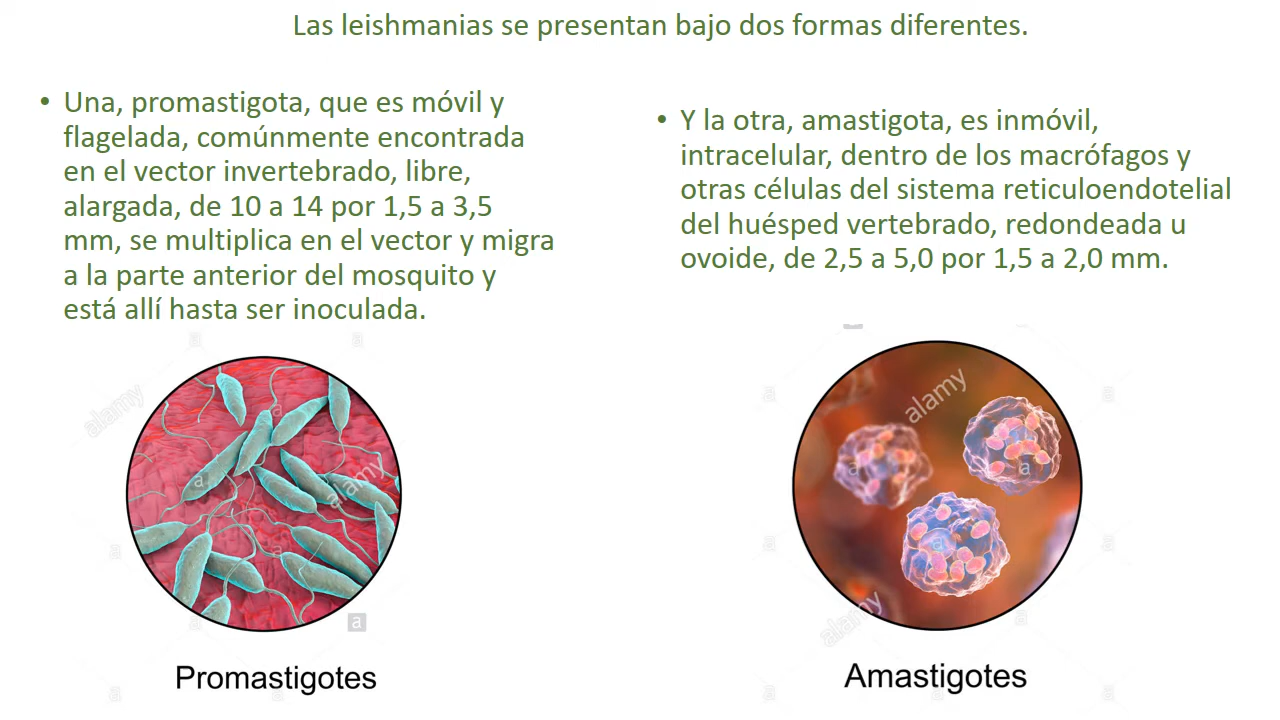 Las leishmanias se presentan bajo dos formas diferentes.
• Una, promastigota, que es móvil y
flagelada, comúnmente encontrada
en el vector invertebrado, libre,
alargada, de 10 a 14 por 1,5 a 3,5
mm, se multiplica en el vector y migra
a la parte anterior del mosquito y
está allí hasta ser inoculada.
• Y la otra, amastigota, es inmóvil,
intracelular, dentro de los macrófagos y
otras células del sistema reticuloendotelial
del huésped vertebrado, redondeada u
ovoide, de 2,5 a 5,0 por 1,5 a 2,0 mm.
alamy
alamy
a
Promastigotes
alamy
alamy
Amastigotes